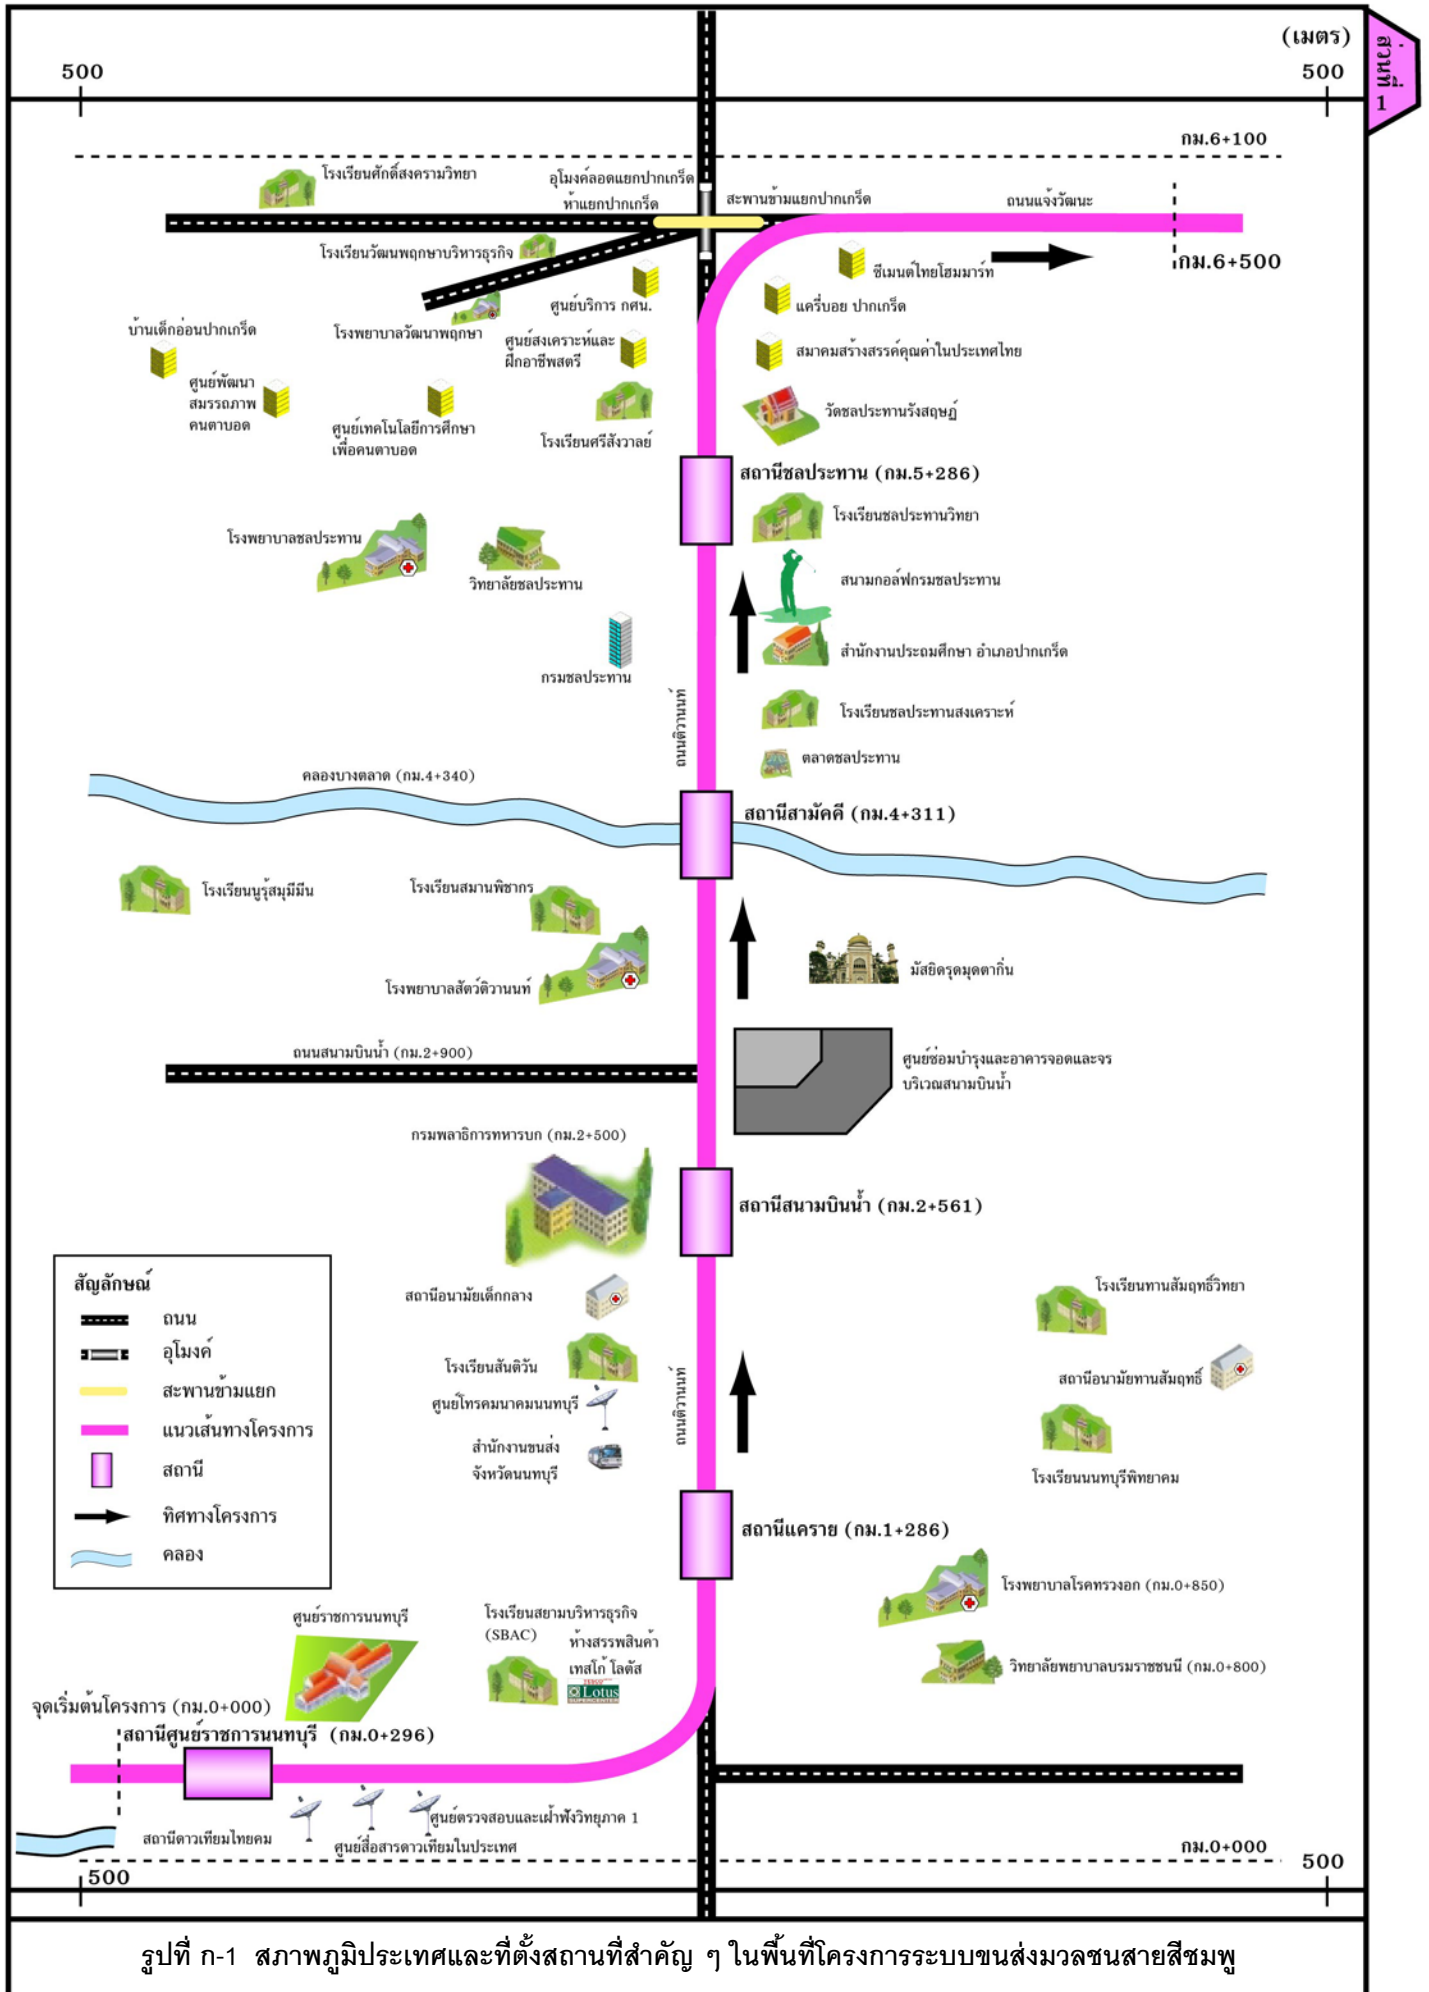 (เมตร)
ส่วนที่
1
500
500
กม.6+100
โรงเรียนศักดิ์สงครามวิทยา
อุโมงค์ลอดแยกปากเกร็ด
ห้าแยกปากเกร็ด
สะพานข้ามแยกปากเกร็ด
ถนนแจ้งวัฒนะ
โรงเรียนวัฒนพฤกษาบริหารธุรกิจ
กม.6+500
ซีเมนต์ไทยโฮมมาร์ท
ศูนย์บริการ กศน.
แครี่บอย ปากเกร็ด
บ้านเด็กอ่อนปากเกร็ด
โรงพยาบาลวัฒนาพฤกษา
ศูนย์สงเคราะห์และ
ฝึกอาชีพสตรี
สมาคมสร้างสรรค์คุณค่าในประเทศไทย
ศูนย์พัฒนา
สมรรถภาพ
คนตาบอด
ศูนย์เทคโนโลยีการศึกษา
เพื่อคนตาบอด
โรงเรียนศรีสังวาลย์
วัดชลประทานรังสฤษฎ์
สถานีชลประทาน (กม.5+286)
โรงเรียนชลประทานวิทยา
โรงพยาบาลชลประทาน
วิทยาลัยชลประทาน
สนามกอล์ฟกรมชลประทาน
สำนักงานประถมศึกษา อำเภอปากเกร็ด
กรมชลประทาน
โรงเรียนชลประทานสงเคราะห์
ถนนติวานนท์
ตลาดชลประทาน
คลองบางตลาด (กม.4+340)
สถานีสามัคคี (กม.4+311)
โรงเรียนนูรุ้สมุมีมีน
โรงเรียนสมานพิชากร
โรงพยาบาลสัตว์ติวานนท์
มัสยิดรุดมุดตากิ่น
ถนนสนามบินน้ำ (กม.2+900)
ศูนย์ซ่อมบำรุงและอาคารจอดและจร
บริเวณสนามบินน้ำ
กรมพลาธิการทหารบก (กม.2+500)
สถานีสนามบินน้ำ (กม.2+561)
สัญลักษณ์
ถนน
อุโมงค์
สะพานข้ามแยก
แนวเส้นทางโครงการ
สถานี
ทิศทางโครงการ
คลอง
สถานีอนามัยเด็กกลาง
โรงเรียนสันติวัน
ศูนย์โทรคมนาคมนนทบุรี
สำนักงานขนส่ง
จังหวัดนนทบุรี
ถนนติวานนท์
โรงเรียนทานสัมฤทธิ์วิทยา
สถานีอนามัยทานสัมฤทธิ์
โรงเรียนนนทบุรีพิทยาคม
สถานีแคราย (กม.1+286)
โรงพยาบาลโรคทรวงอก (กม.0+850)
วิทยาลัยพยาบาลบรมราชชนนี (กม.0+800)
ศูนย์ราชการนนทบุรี
โรงเรียนสยามบริหารธุรกิจ
(SBAC)
ห้างสรรพสินค้า
เทสโก้ โลตัส
TESCO
Lotus
จุดเริ่มต้นโครงการ (กม.0+000)
สถานีศูนย์ราชการนนทบุรี (กม.0+296)
ศูนย์ตรวจสอบและเฝ้าฟังวิทยุภาค 1
สถานีดาวเทียมไทยคม
ศูนย์สื่อสารดาวเทียมในประเทศ
กม.0+000
500
500
รูปที่ ก-1 สภาพภูมิประเทศและที่ตั้งสถานที่สำคัญ ๆ ในพื้นที่โครงการระบบขนส่งมวลชนสายสีชมพู